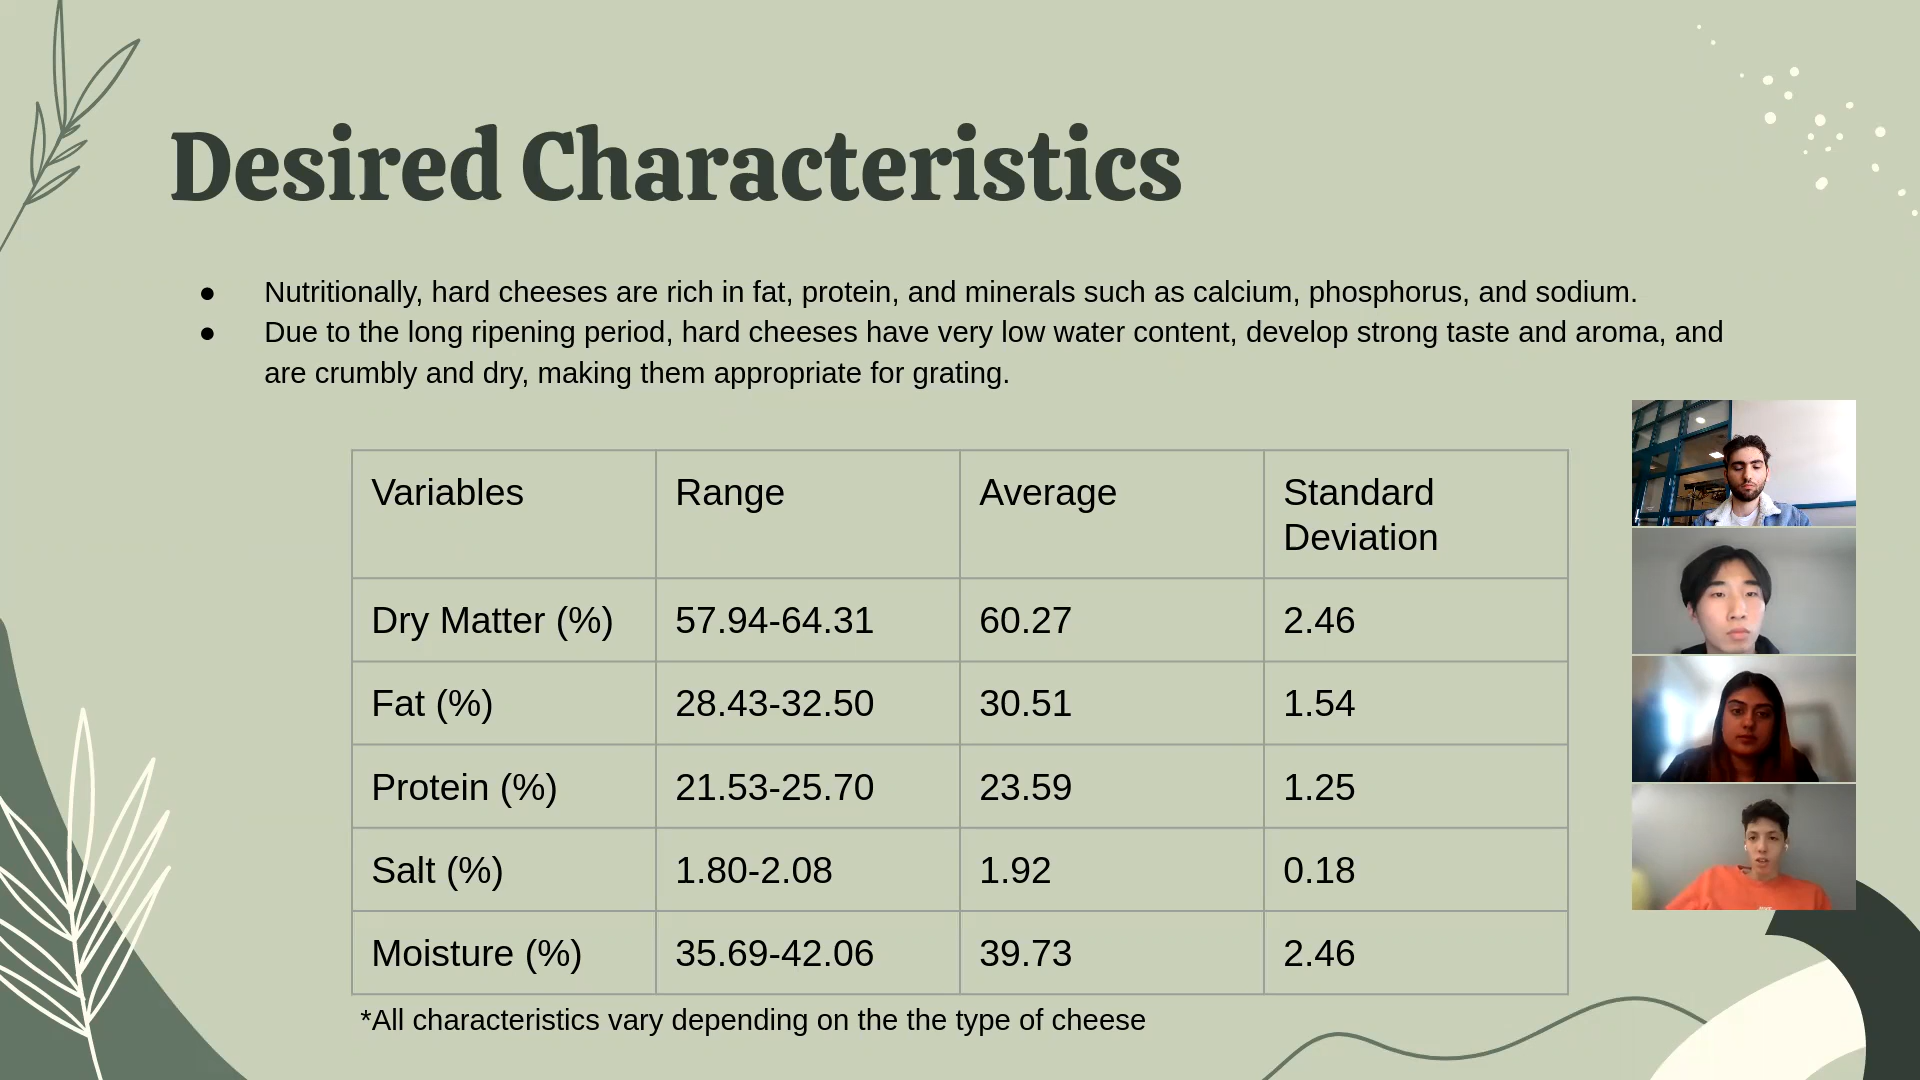 Desired Characteristics
● Nutritionally, hard cheeses are rich in fat, protein, and minerals such as calcium, phosphorus, and sodium.
● Due to the long ripening period, hard cheeses have very low water content, develop strong taste and aroma, and
are crumbly and dry, making them appropriate for grating.
Variables Range Average Standard
Deviation
Dry Matter (%) 57.94-64.31 60.27 2.46
Fat (%) 28.43-32.50 30.51 1.54
Protein (%) 21.53-25.70 23.59 1.25
Salt (%) 1.80-2.08 1.92 0.18
Moisture (%) 35.69-42.06 39.73 2.46
*All characteristics vary depending on the the type of cheese